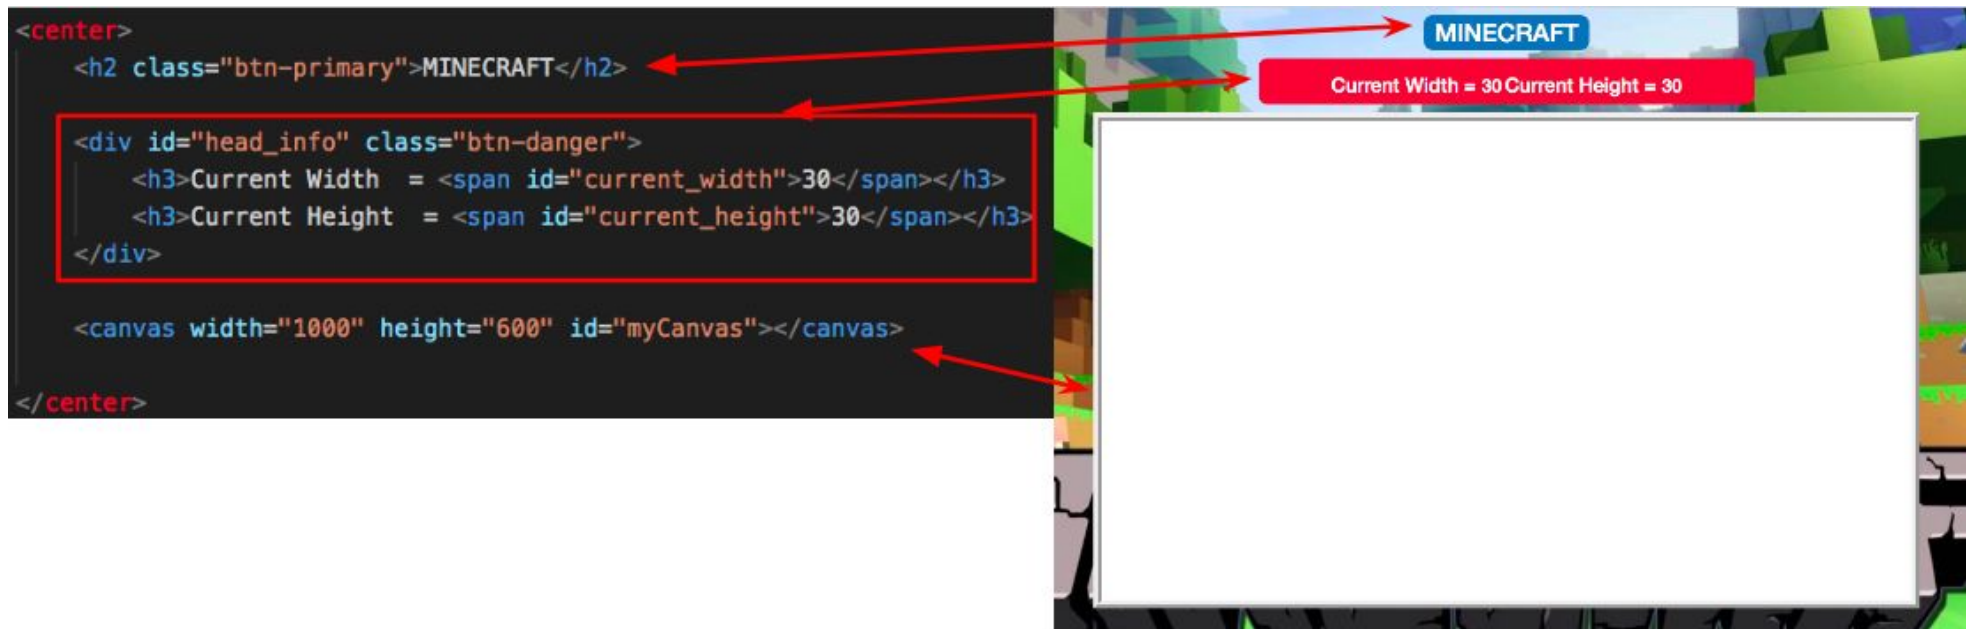 <center>
<h2 class="btn-primary">MINECRAFT</h2>
<div id="head_info" class="btn-danger">
<h3>Current Width  = <span id="current_width">30</span></h3>
<h3>Current Height  = <span id="current_height">30</span></h3>
</div>
<canvas width="1000" height="600" id="myCanvas"></canvas>
</center>
MINECRAFT
Current Width = 30 Current Height = 30